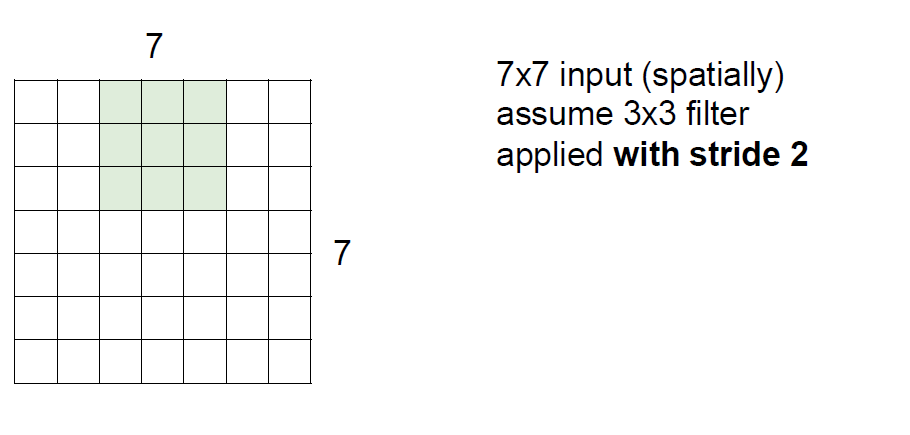 7
7x7 input (spatially)
assume 3x3 filter
applied with stride 2
7